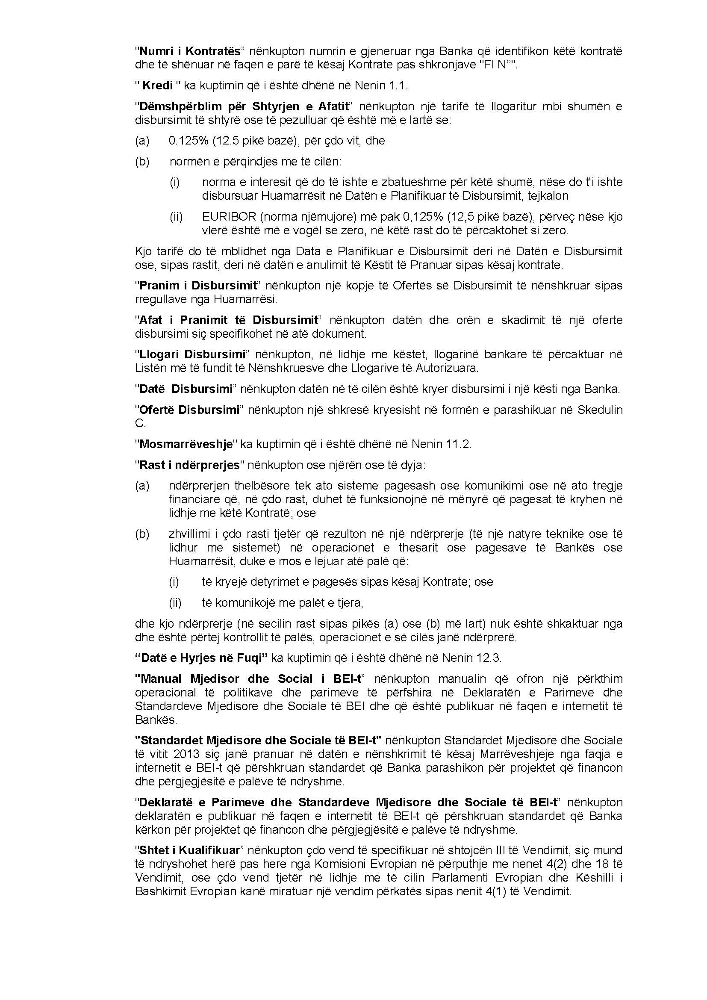 "Numri i Kontratës” nënkupton numrin e gjeneruar nga Banka që identifikon këtë kontratë
dhe të shënuar në faqen e parë të kësaj Kontrate pas shkronjave "FI N°".
" Kredi " ka kuptimin që i është dhënë në Nenin 1.1.
"Dëmshpërblim për Shtyrjen e Afatit” nënkupton një tarifë të llogaritur mbi shumën e
disbursimit të shtyrë ose të pezulluar që është më e lartë se:
(a) 0.125% (12.5 pikë bazë), për çdo vit, dhe
(b) normën e përqindjes me të cilën:
(i) norma e interesit që do të ishte e zbatueshme për këtë shumë, nëse do t'i ishte
disbursuar Huamarrësit në Datën e Planifikuar të Disbursimit, tejkalon
(ii) EURIBOR (norma njëmujore) më pak 0,125% (12,5 pikë bazë), përveç nëse kjo
vlerë është më e vogël se zero, në këtë rast do të përcaktohet si zero.
Kjo tarifë do të mblidhet nga Data e Planifikuar e Disbursimit deri në Datën e Disbursimit
ose, sipas rastit, deri në datën e anulimit të Këstit të Pranuar sipas kësaj kontrate.
"Pranim i Disbursimit” nënkupton një kopje të Ofertës së Disbursimit të nënshkruar sipas
rregullave nga Huamarrësi.
"Afat i Pranimit të Disbursimit” nënkupton datën dhe orën e skadimit të një oferte
disbursimi siç specifikohet në atë dokument.
"Llogari Disbursimi” nënkupton, në lidhje me këstet, llogarinë bankare të përcaktuar në
Listën më të fundit të Nënshkruesve dhe Llogarive të Autorizuara.
"Datë Disbursimi” nënkupton datën në të cilën është kryer disbursimi i një kësti nga Banka.
"Ofertë Disbursimi” nënkupton një shkresë kryesisht në formën e parashikuar në Skedulin
C.
"Mosmarrëveshje" ka kuptimin që i është dhënë në Nenin 11.2.
"Rast i ndërprerjes" nënkupton ose njërën ose të dyja:
(a) ndërprerjen thelbësore tek ato sisteme pagesash ose komunikimi ose në ato tregje
financiare që, në çdo rast, duhet të funksionojnë në mënyrë që pagesat të kryhen në
lidhje me këtë Kontratë; ose
(b) zhvillimi i çdo rasti tjetër që rezulton në një ndërprerje (të një natyre teknike ose të
lidhur me sistemet) në operacionet e thesarit ose pagesave të Bankës ose
Huamarrësit, duke e mos e lejuar atë palë që:
(i) të kryejë detyrimet e pagesës sipas kësaj Kontrate; ose
(ii) të komunikojë me palët e tjera,
dhe kjo ndërprerje (në secilin rast sipas pikës (a) ose (b) më lart) nuk është shkaktuar nga
dhe është përtej kontrollit të palës, operacionet e së cilës janë ndërprerë.
“Datë e Hyrjes në Fuqi” ka kuptimin që i është dhënë në Nenin 12.3.
"Manual Mjedisor dhe Social i BEI-t” nënkupton manualin që ofron një përkthim
operacional të politikave dhe parimeve të përfshira në Deklaratën e Parimeve dhe
Standardeve Mjedisore dhe Sociale të BEI dhe që është publikuar në faqen e internetit të
Bankës.
"Standardet Mjedisore dhe Sociale të BEI-t" nënkupton Standardet Mjedisore dhe Sociale
të vitit 2013 siç janë pranuar në datën e nënshkrimit të kësaj Marrëveshjeje nga faqja e
internetit e BEI-t që përshkruan standardet që Banka parashikon për projektet që financon
dhe përgjegjësitë e palëve të ndryshme.
"Deklaratë e Parimeve dhe Standardeve Mjedisore dhe Sociale të BEI-t” nënkupton
deklaratën e publikuar në faqen e internetit të BEI-t që përshkruan standardet që Banka
kërkon për projektet që financon dhe përgjegjësitë e palëve të ndryshme.
"Shtet i Kualifikuar” nënkupton çdo vend të specifikuar në shtojcën III të Vendimit, siç mund
të ndryshohet herë pas here nga Komisioni Evropian në përputhje me nenet 4(2) dhe 18 të
Vendimit, ose çdo vend tjetër në lidhje me të cilin Parlamenti Evropian dhe Këshilli i
Bashkimit Evropian kanë miratuar një vendim përkatës sipas nenit 4(1) të Vendimit.